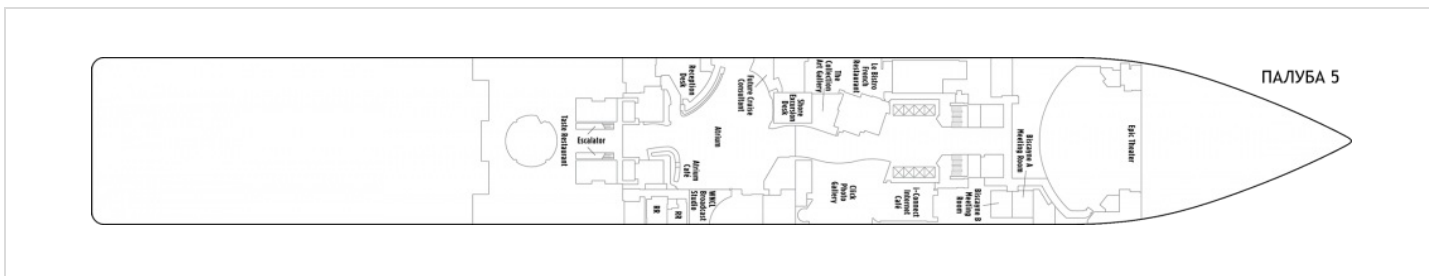 ПАЛУБА 5
Taste Restaurant
Escalator
Reception
Desk
Atrium
Atrium
Café
RR
RR
WNCL
Broadcast
Studio
Future Cruise
Consultant
Shore
Excursion
Desk
The
Collection
Art Gallery
Le Bistro
French
Restaurant
Click
Photo
Gallery
i-Connect
Internet
Café
Biscayne A
Meeting Room
Biscayne B
Meeting
Room
Epic Theater